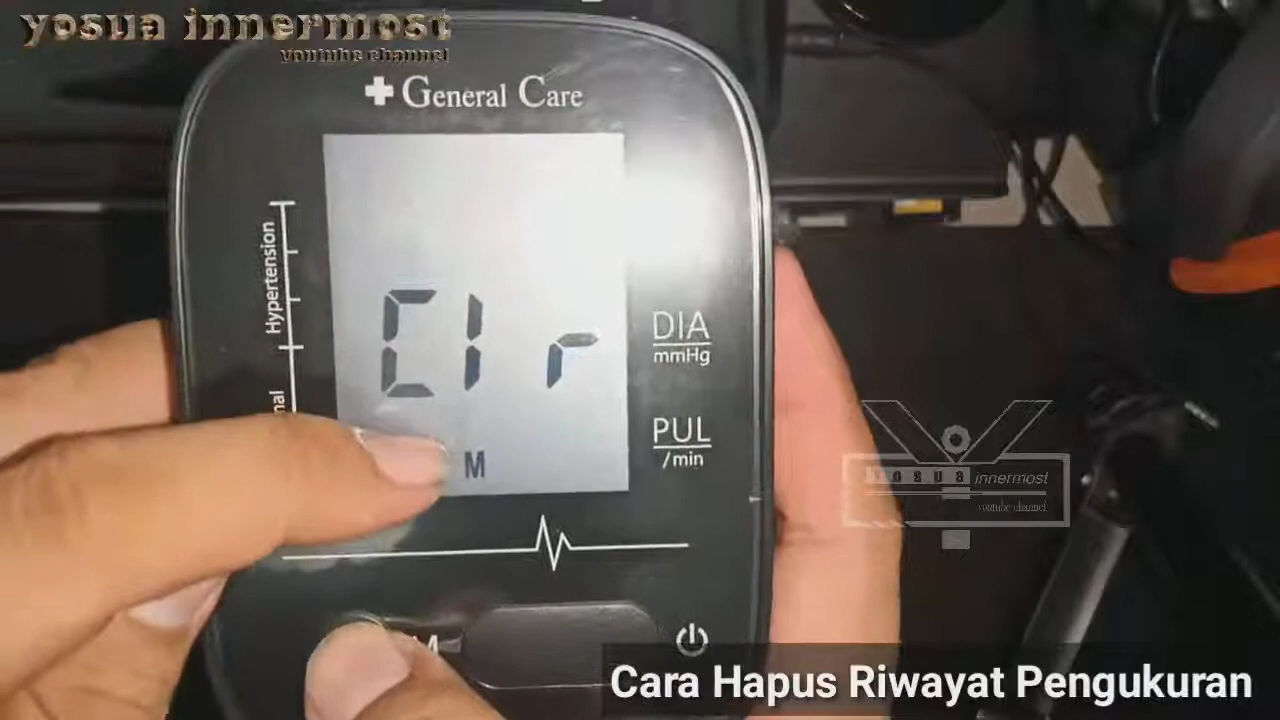 yosua innermost
youtube channel
General Care
Hypertension
Clr
DIA
mmHg
nal
PUL
/min
M
YOSUA innermost
youtube channel
M
Cara Hapus Riwayat Pengukuran